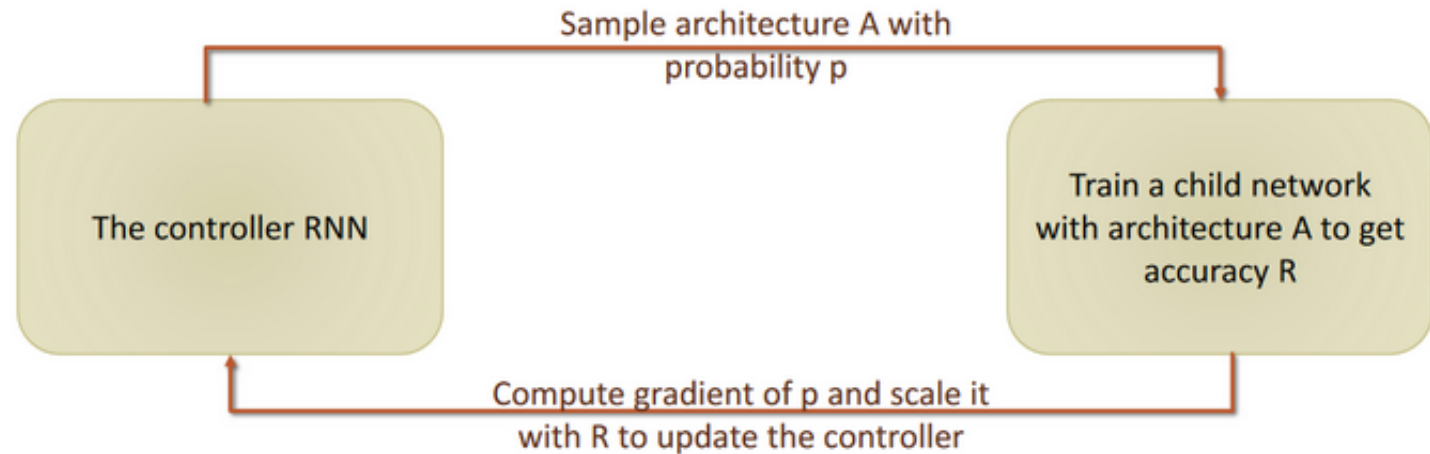 Sample architecture A with
probability p
The controller RNN
Train a child network
with architecture A to get
accuracy R
Compute gradient of p and scale it
with R to update the controller